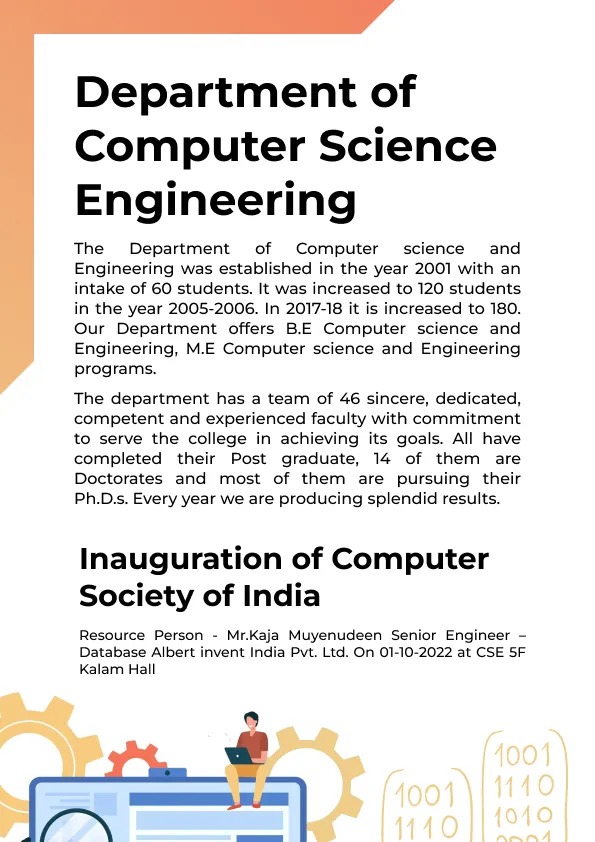 Department of
Computer Science
Engineering
The Department of Computer science and
Engineering was established in the year 2001 with an
intake of 60 students. It was increased to 120 students
in the year 2005-2006. In 2017-18 it is increased to 180.
Our Department offers B.E Computer science and
Engineering, M.E Computer science and Engineering
programs.
The department has a team of 46 sincere, dedicated,
competent and experienced faculty with commitment
to serve the college in achieving its goals. All have
completed their Post graduate, 14 of them are
Doctorates and most of them are pursuing their
Ph.D.s. Every year we are producing splendid results.
Inauguration of Computer
Society of India
Resource Person - Mr.Kaja Muyenudeen Senior Engineer –
Database Albert invent India Pvt. Ltd. On 01-10-2022 at CSE 5F
Kalam Hall
1001
1110
1001
1110
1010